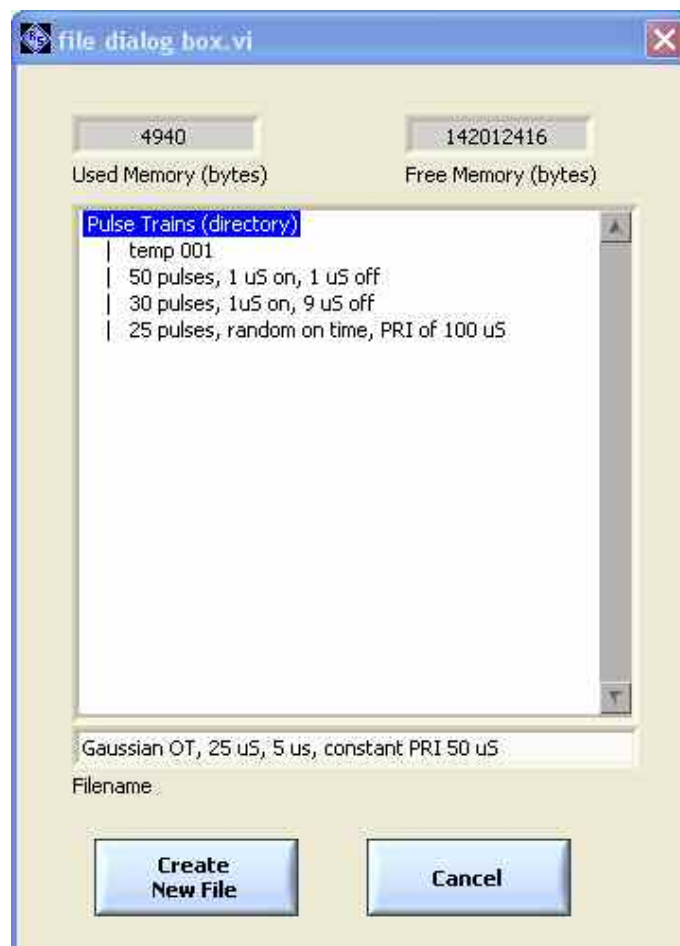 file dialog box.vi
4940
142012416
Used Memory (bytes)
Free Memory (bytes)
Pulse Trains (directory)
| temp 001
| 50 pulses, 1 uS on, 1 uS off
| 30 pulses, 1uS on, 9 uS off
| 25 pulses, random on time, PRI of 100 uS
Gaussian OT, 25 uS, 5 us, constant PRI 50 uS
Filename
Create
New File
Cancel